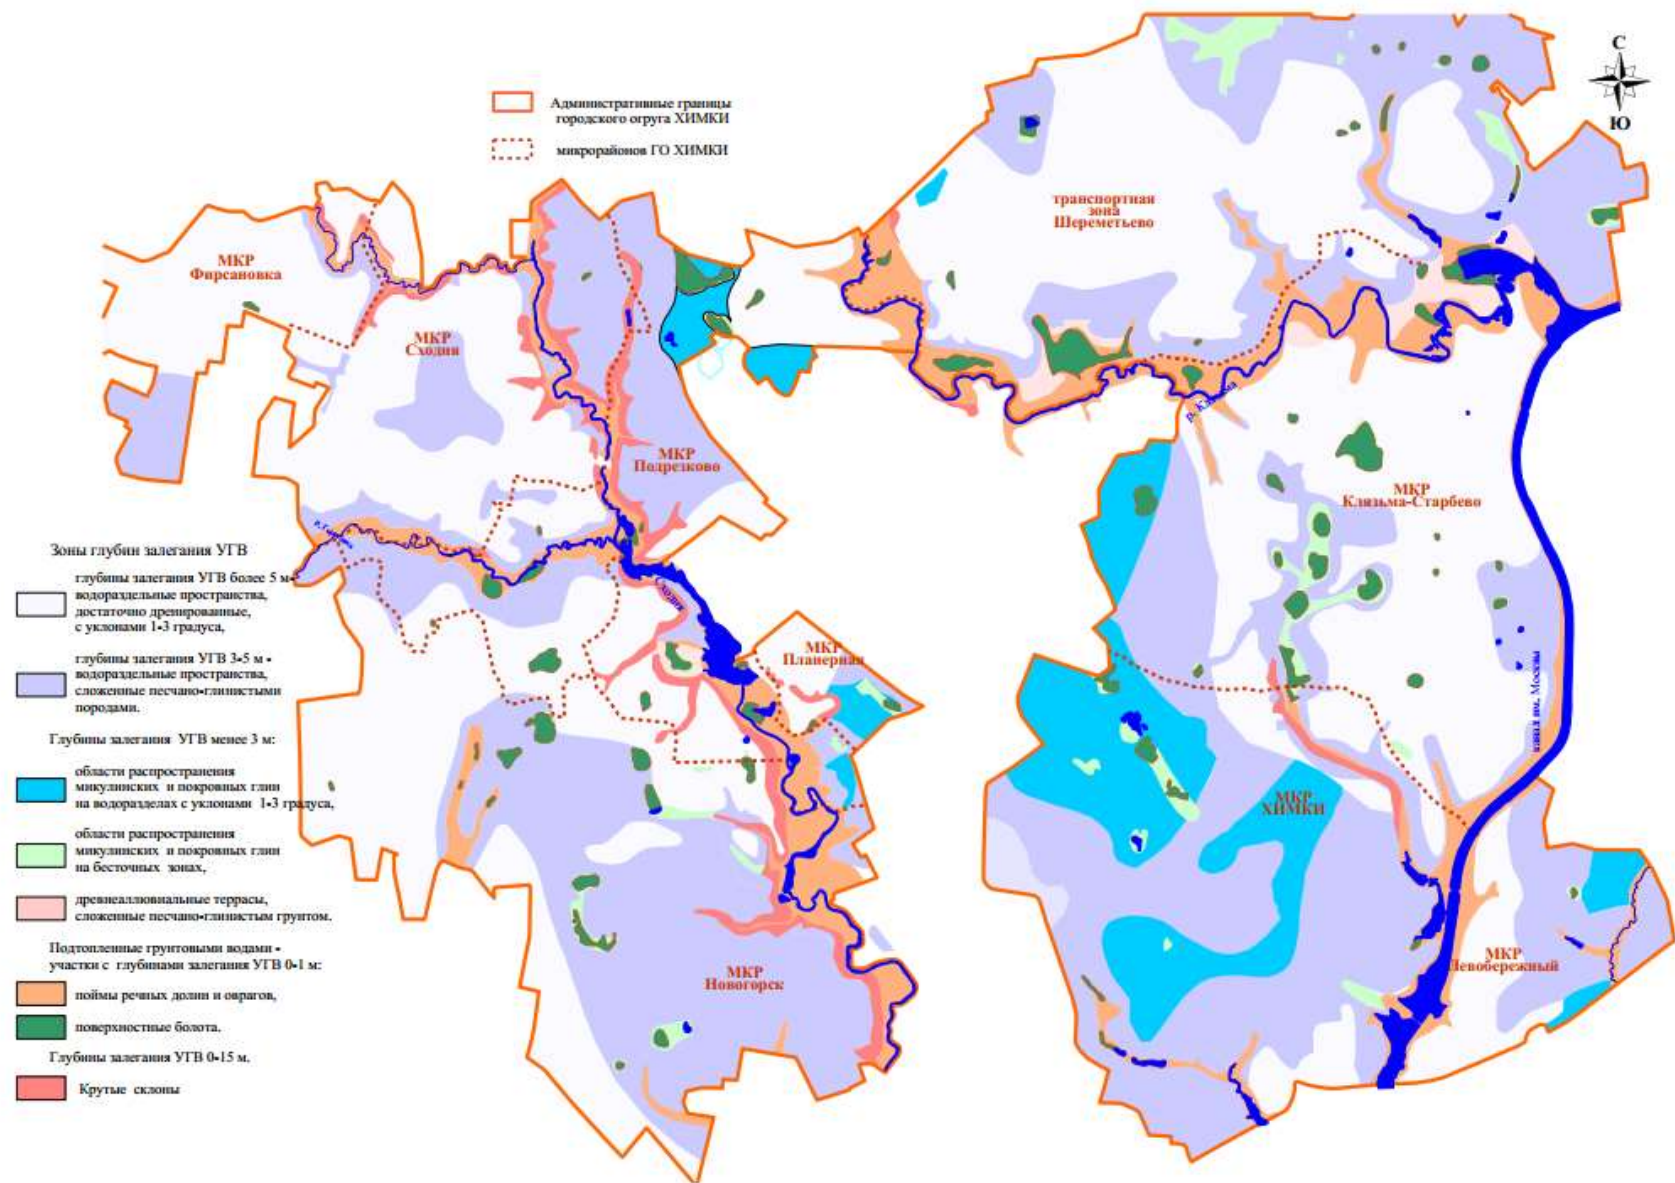 С
Ю
Административные границы
городского округа ХИМКИ
микрорайонов ГО ХИМКИ
транспортная
зона
Шереметьево
МКР
Фирсановка
МКР
Сходня
р. Клязьма
МКР
Подрезково
МКР
Клязьма-Старбево
Сходня
МКР
Планерная
канал им. Москвы
МКР
ХИМКИ
МКР
Левобережный
МКР
Новогорск
Зоны глубин залегания УГВ
глубины залегания УГВ более 5 м-
водораздельные пространства,
достаточно дренированные,
с уклонами 1-3 градуса,
глубины залегания УГВ 3-5 м -
водораздельные пространства,
сложенные песчано-глинистыми
породами.
Глубины залегания УГВ менее 3 м:
области распространения
микулинских и покровных глин
на водоразделах с уклонами 1-3 градуса,
области распространения
микулинских и покровных глин
на бесточных зонах,
древнеаллювиальные террасы,
сложенные песчано-глинистым грунтом.
Подтопленные грунтовыми водами -
участки с глубинами залегания УГВ 0-1 м:
поймы речных долин и оврагов,
поверхностные болота.
Глубины залегания УГВ 0-15 м.
Крутые склоны